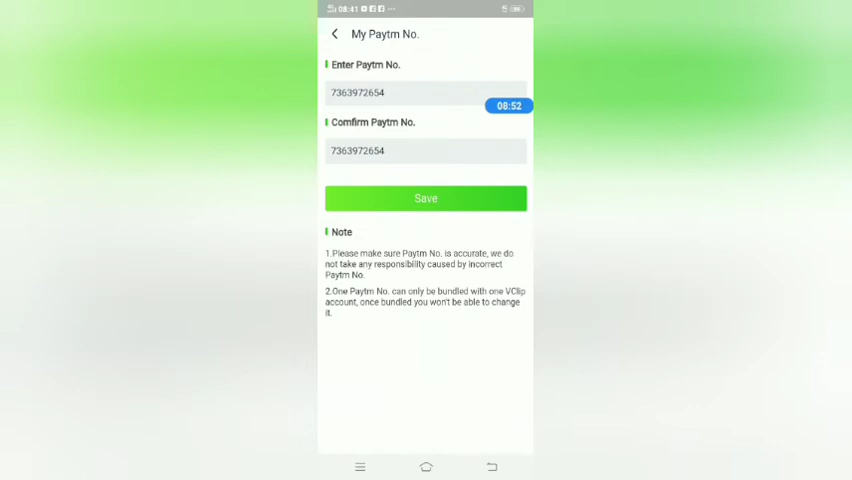 08:41 ...
My Paytm No.
Enter Paytm No.
7363972654
08:52
Comfirm Paytm No.
7363972654
Save
Note
1.Please make sure Paytm No. is accurate, we do
not take any responsibility caused by incorrect
Paytm No.
2.One Paytm No. can only be bundled with one VClip
account, once bundled you won't be able to change
it.